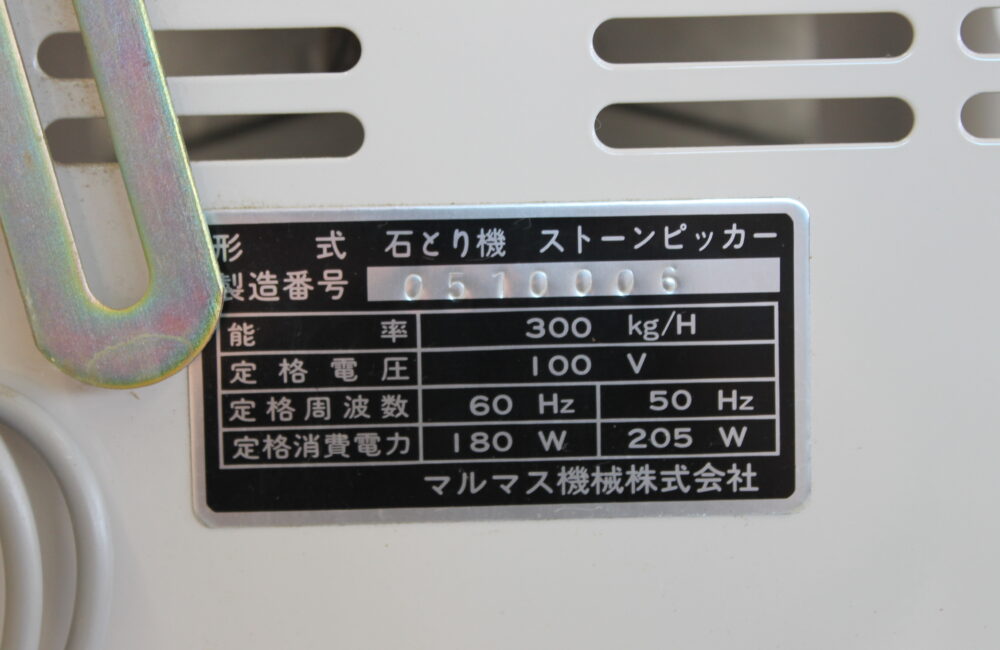 形式 石とり機 ストーンピッカー
製造番号 0510006
能率 300 kg/H
定格電圧 100 V
定格周波数 60 Hz 50 Hz
定格消費電力 180 W 205 W
マルマス機械株式会社